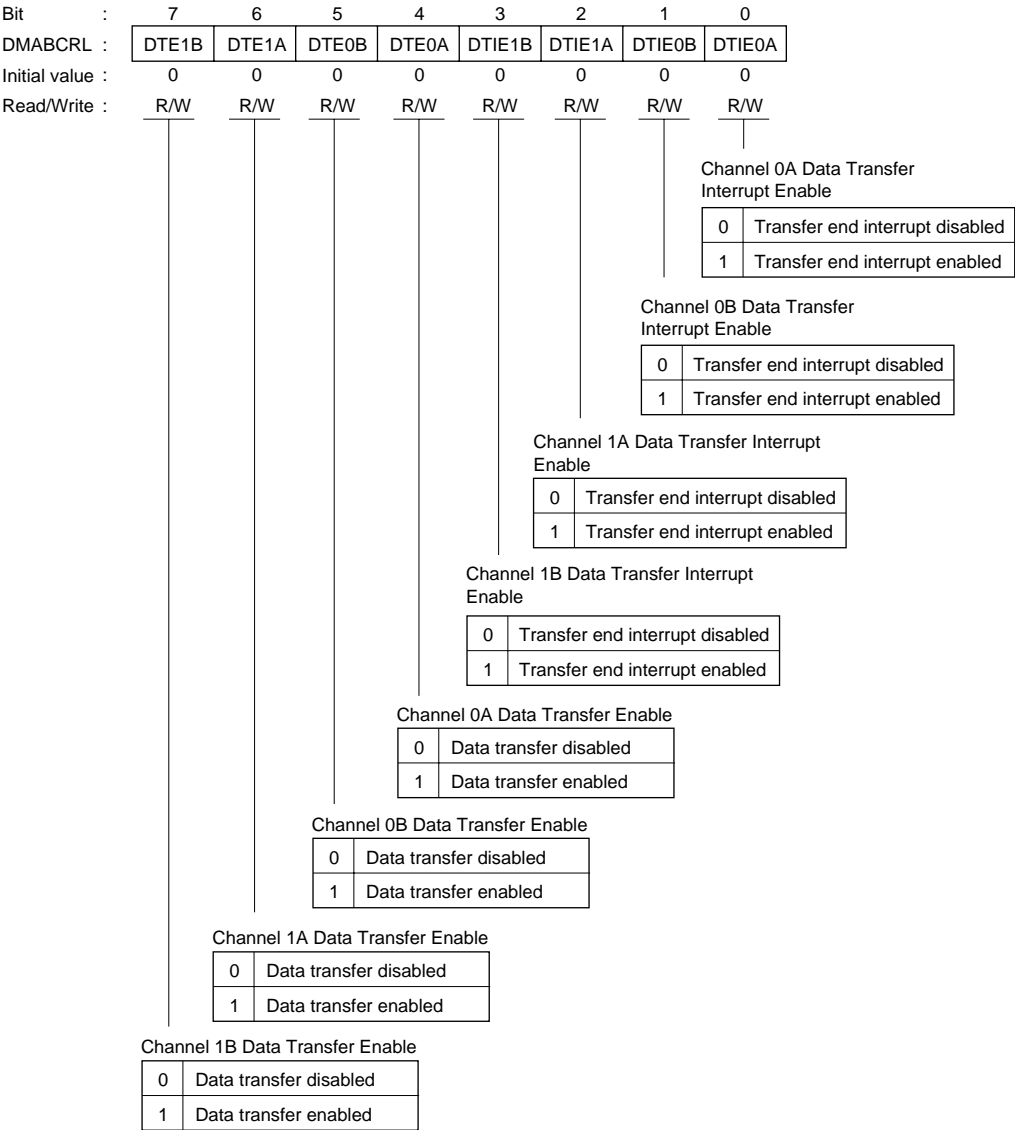 Bit : 7 6 5 4 3 2 1 0
DMABCRL : DTE1B DTE1A DTE0B DTE0A DTIE1B DTIE1A DTIE0B DTIE0A
Initial value : 0 0 0 0 0 0 0 0
Read/Write : R/W R/W R/W R/W R/W R/W R/W R/W
Channel 0A Data Transfer
Interrupt Enable
0 Transfer end interrupt disabled
1 Transfer end interrupt enabled
Channel 0B Data Transfer
Interrupt Enable
0 Transfer end interrupt disabled
1 Transfer end interrupt enabled
Channel 1A Data Transfer Interrupt
Enable
0 Transfer end interrupt disabled
1 Transfer end interrupt enabled
Channel 1B Data Transfer Interrupt
Enable
0 Transfer end interrupt disabled
1 Transfer end interrupt enabled
Channel 0A Data Transfer Enable
0 Data transfer disabled
1 Data transfer enabled
Channel 0B Data Transfer Enable
0 Data transfer disabled
1 Data transfer enabled
Channel 1A Data Transfer Enable
0 Data transfer disabled
1 Data transfer enabled
Channel 1B Data Transfer Enable
0 Data transfer disabled
1 Data transfer enabled